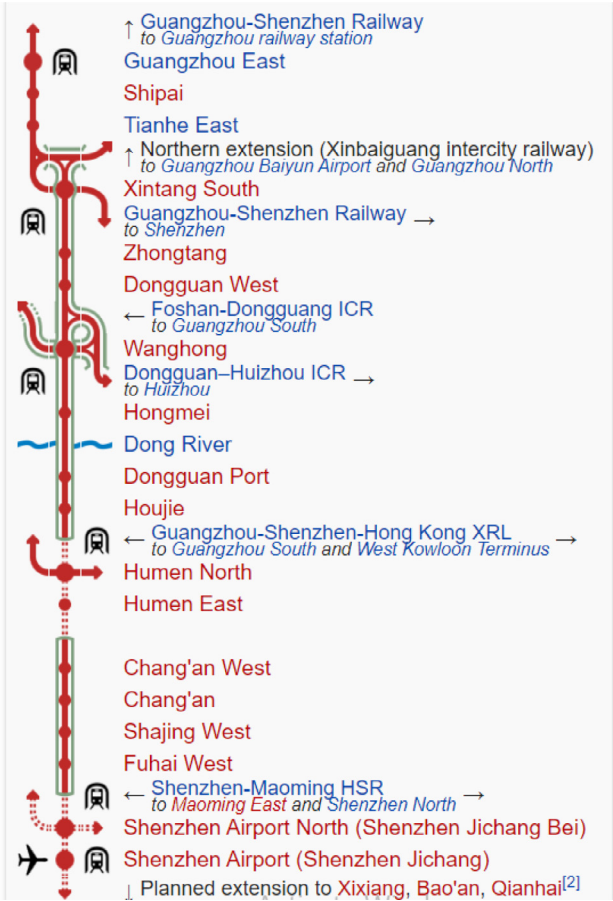 ↑ Guangzhou-Shenzhen Railway
to Guangzhou railway station
Guangzhou East
Shipai
Tianhe East
↑ Northern extension (Xinbaiguang intercity railway)
to Guangzhou Baiyun Airport and Guangzhou North
Xintang South
Guangzhou-Shenzhen Railway →
to Shenzhen
Zhongtang
Dongguan West
← Foshan-Dongguang ICR
to Guangzhou South
Wanghong
Dongguan–Huizhou ICR →
to Huizhou
Hongmei
Dong River
Dongguan Port
Houjie
← Guangzhou-Shenzhen-Hong Kong XRL →
to Guangzhou South and West Kowloon Terminus
Humen North
Humen East
Chang'an West
Chang'an
Shajing West
Fuhai West
← Shenzhen-Maoming HSR →
to Maoming East and Shenzhen North
Shenzhen Airport North (Shenzhen Jichang Bei)
Shenzhen Airport (Shenzhen Jichang)
↓ Planned extension to Xixiang, Bao'an, Qianhai[2]